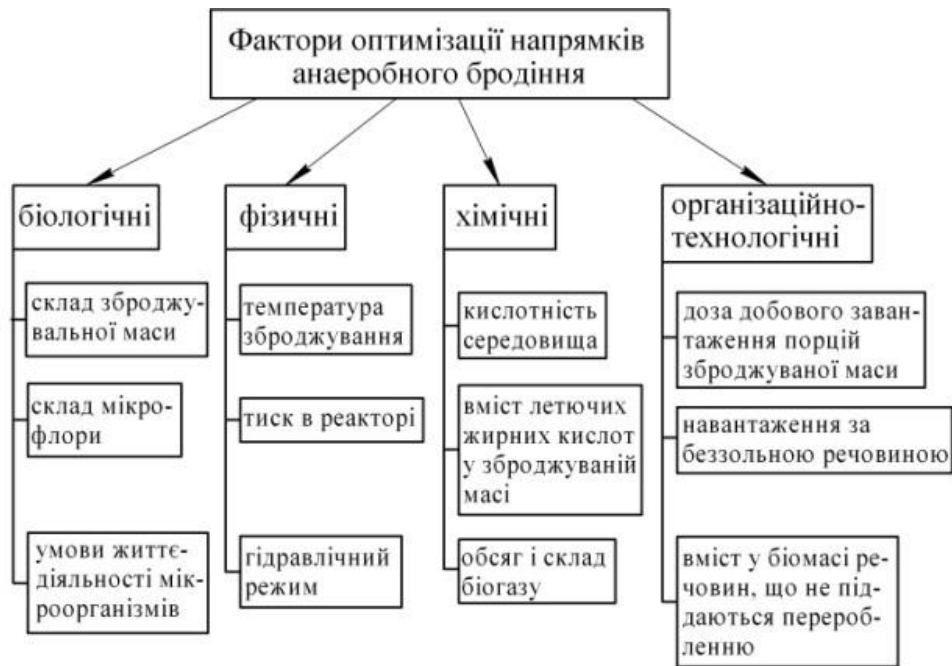 Фактори оптимізації напрямків
анаеробного бродіння
біологічні
склад зброджу-
вальної маси
склад мікро-
флори
умови життє-
діяльності мік-
роорганізмів
фізичні
температура
зброджування
тиск в реакторі
гідравлічний
режим
хімічні
кислотність
середовища
вміст летючих
жирних кислот
у зброджуваній
масі
обсяг і склад
біогазу
організаційно-
технологічні
доза добового заван-
таження порцій
зброджуваної маси
навантаження за
беззольною речовиною
вміст у біомасі ре-
човин, що не під-
даються перероб-
ленню